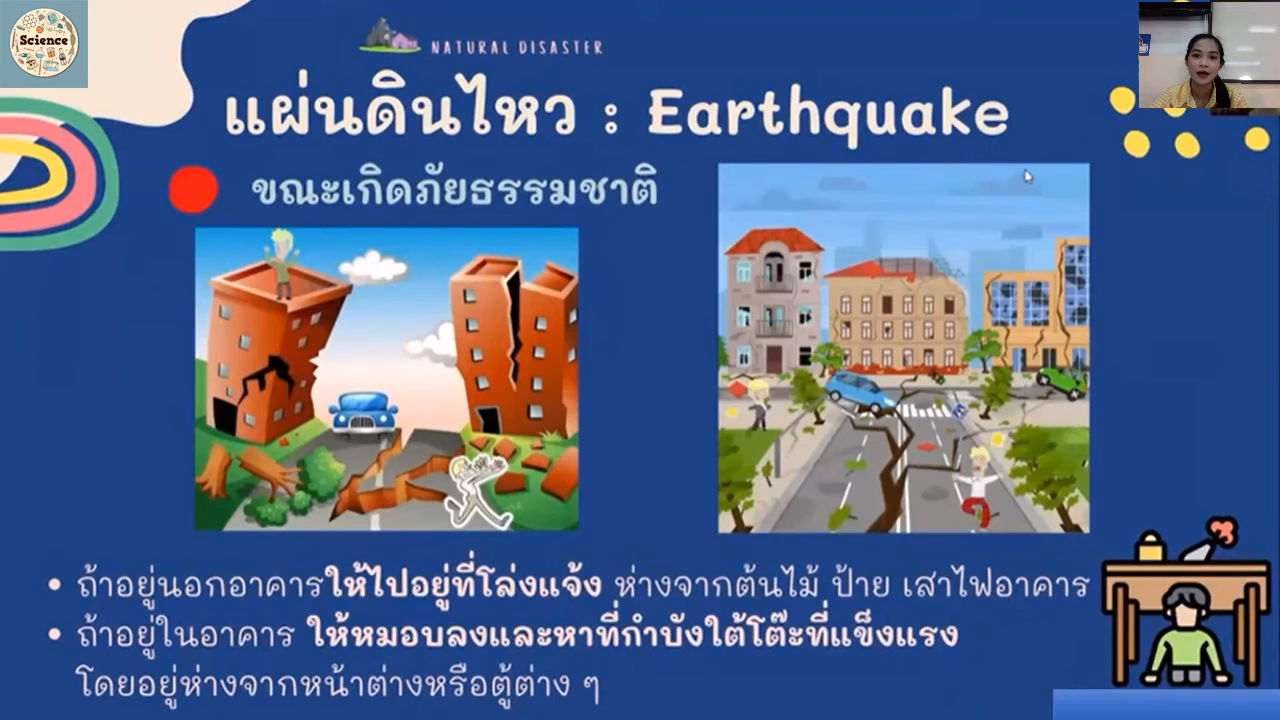 Science
NATURAL DISASTER
แผ่นดินไหว : Earthquake
ขณะเกิดภัยธรรมชาติ
• ถ้าอยู่นอกอาคารให้ไปอยู่ที่โล่งแจ้ง ห่างจากต้นไม้ ป้าย เสาไฟอาคาร
• ถ้าอยู่ในอาคาร ให้หมอบลงและหาที่กำบังใต้โต๊ะที่แข็งแรง
โดยอยู่ห่างจากหน้าต่างหรือตู้ต่าง ๆ